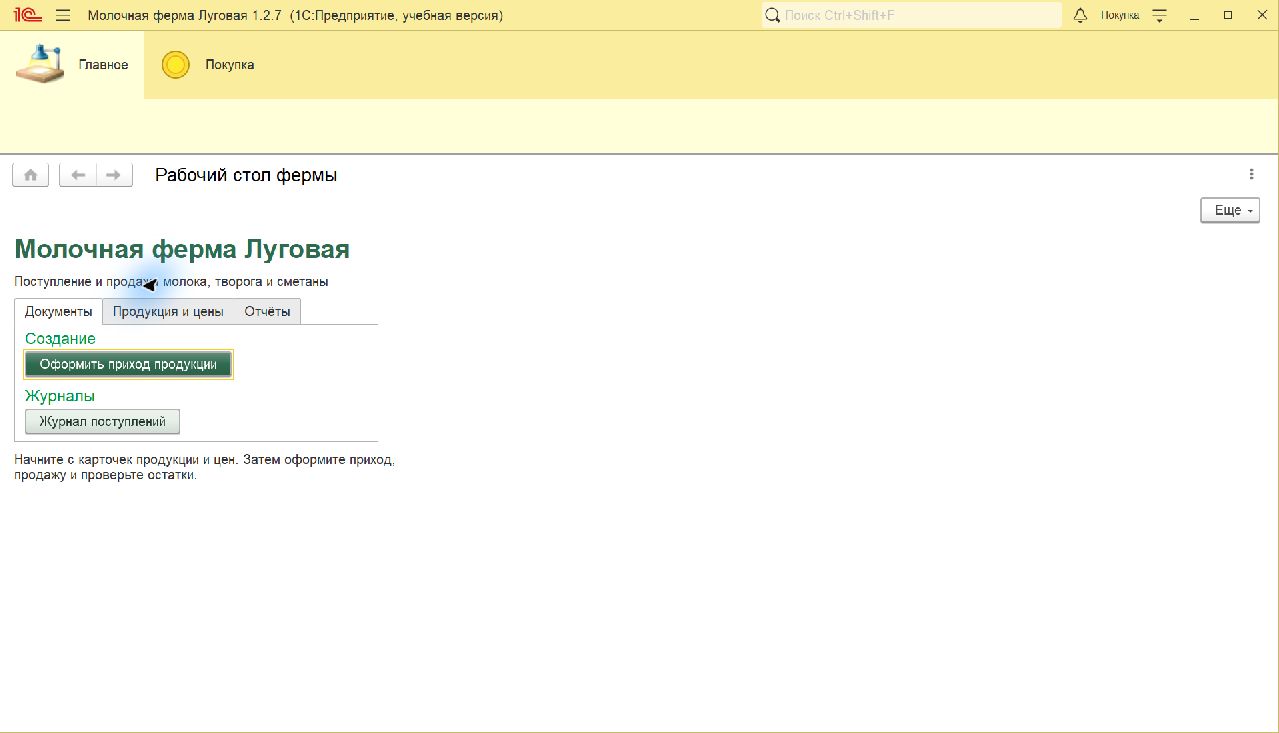 1С Молочная ферма Луговая 1.2.7 (1С:Предприятие, учебная версия) Поиск Ctrl+Shift+F Покупка
Главное Покупка
Рабочий стол фермы
Еще
Молочная ферма Луговая
Поступление и продажа молока, творога и сметаны
Документы Продукция и цены Отчёты
Создание
Оформить приход продукции
Журналы
Журнал поступлений
Начните с карточек продукции и цен. Затем оформите приход,
продажу и проверьте остатки.